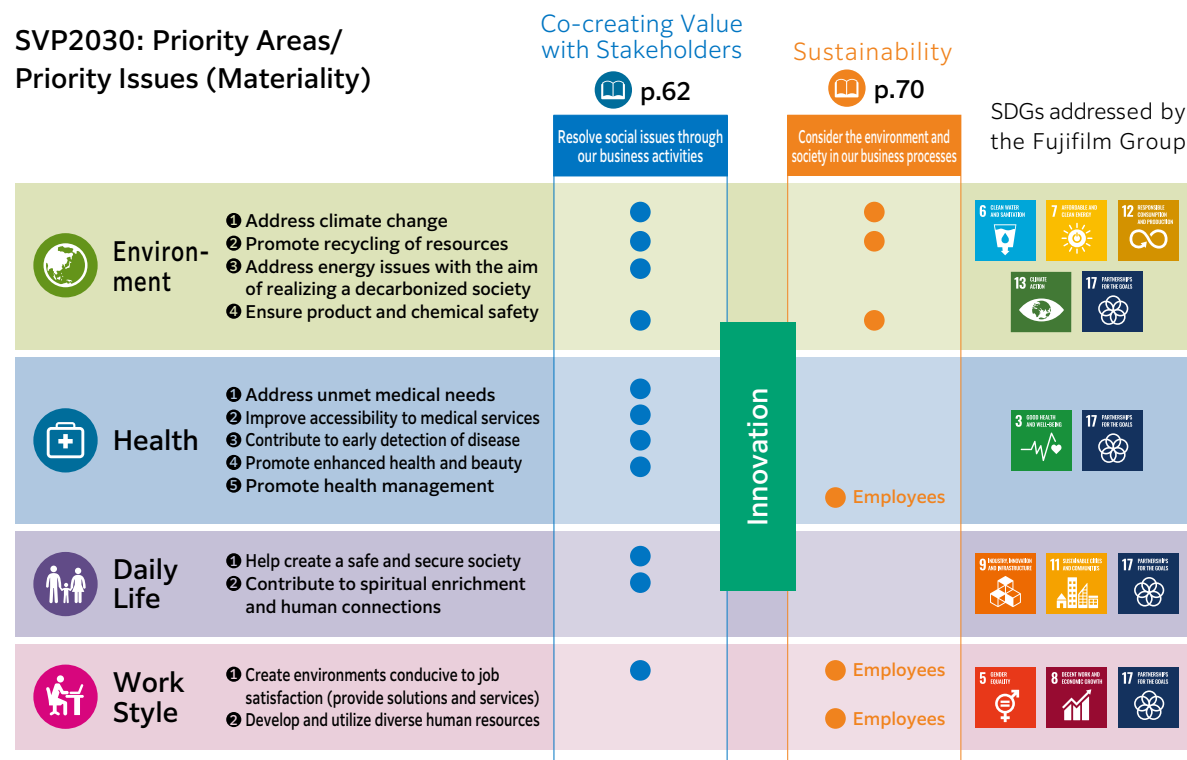 SVP2030: Priority Areas/
Priority Issues (Materiality)
Co-creating Value
with Stakeholders
p.62
Resolve social issues through
our business activities
Sustainability
p.70
Consider the environment and
society in our business processes
SDGs addressed by
the Fujifilm Group
Environ-
ment
❶ Address climate change
❷ Promote recycling of resources
❸ Address energy issues with the aim
of realizing a decarbonized society
❹ Ensure product and chemical safety
6 CLEAN WATER
AND SANITATION
7 AFFORDABLE AND
CLEAN ENERGY
12 RESPONSIBLE
CONSUMPTION
AND PRODUCTION
13 CLIMATE
ACTION
17 PARTNERSHIPS
FOR THE GOALS
Innovation
Health
❶ Address unmet medical needs
❷ Improve accessibility to medical services
❸ Contribute to early detection of disease
❹ Promote enhanced health and beauty
❺ Promote health management
Employees
3 GOOD HEALTH
AND WELL-BEING
17 PARTNERSHIPS
FOR THE GOALS
Daily
Life
❶ Help create a safe and secure society
❷ Contribute to spiritual enrichment
and human connections
9 INDUSTRY, INNOVATION
AND INFRASTRUCTURE
11 SUSTAINABLE CITIES
AND COMMUNITIES
17 PARTNERSHIPS
FOR THE GOALS
Work
Style
❶ Create environments conducive to job
satisfaction (provide solutions and services)
❷ Develop and utilize diverse human resources
Employees
Employees
5 GENDER
EQUALITY
8 DECENT WORK AND
ECONOMIC GROWTH
17 PARTNERSHIPS
FOR THE GOALS